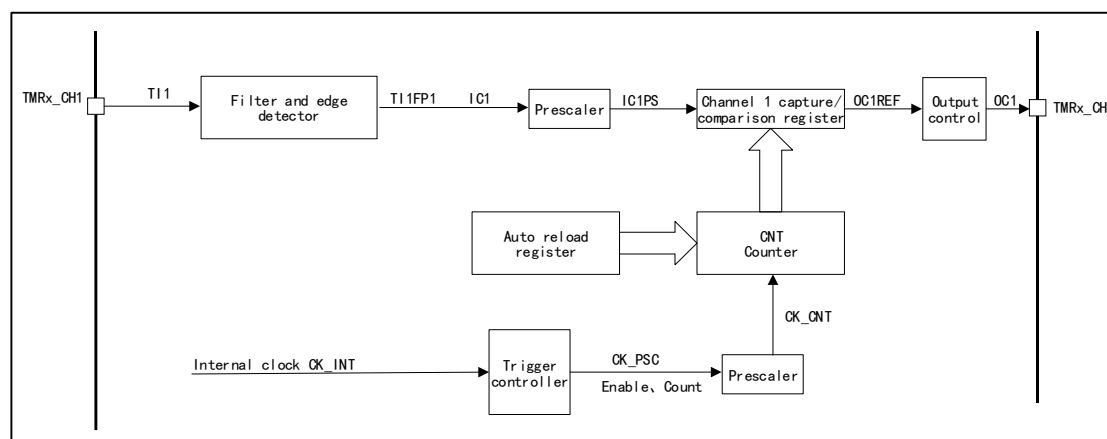 TMRx_CH1
TI1
Filter and edge
detector
TI1FP1
IC1
Prescaler
IC1PS
Channel 1 capture/
comparison register
OC1REF
Output
control
OC1
TMRx_CH
Auto reload
register
CNT
Counter
CK_CNT
Internal clock CK_INT
Trigger
controller
CK_PSC
Enable、Count
Prescaler